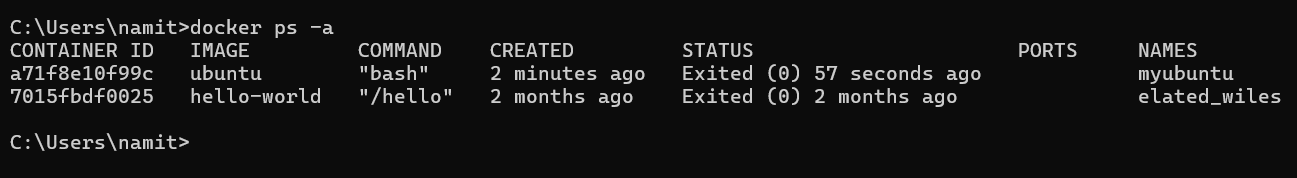 C:\Users\namit>docker ps -a
CONTAINER ID   IMAGE         COMMAND    CREATED         STATUS                      PORTS     NAMES
a71f8e10f99c   ubuntu        "bash"     2 minutes ago   Exited (0) 57 seconds ago             myubuntu
7015fbdf0025   hello-world   "/hello"   2 months ago    Exited (0) 2 months ago               elated_wiles
C:\Users\namit>